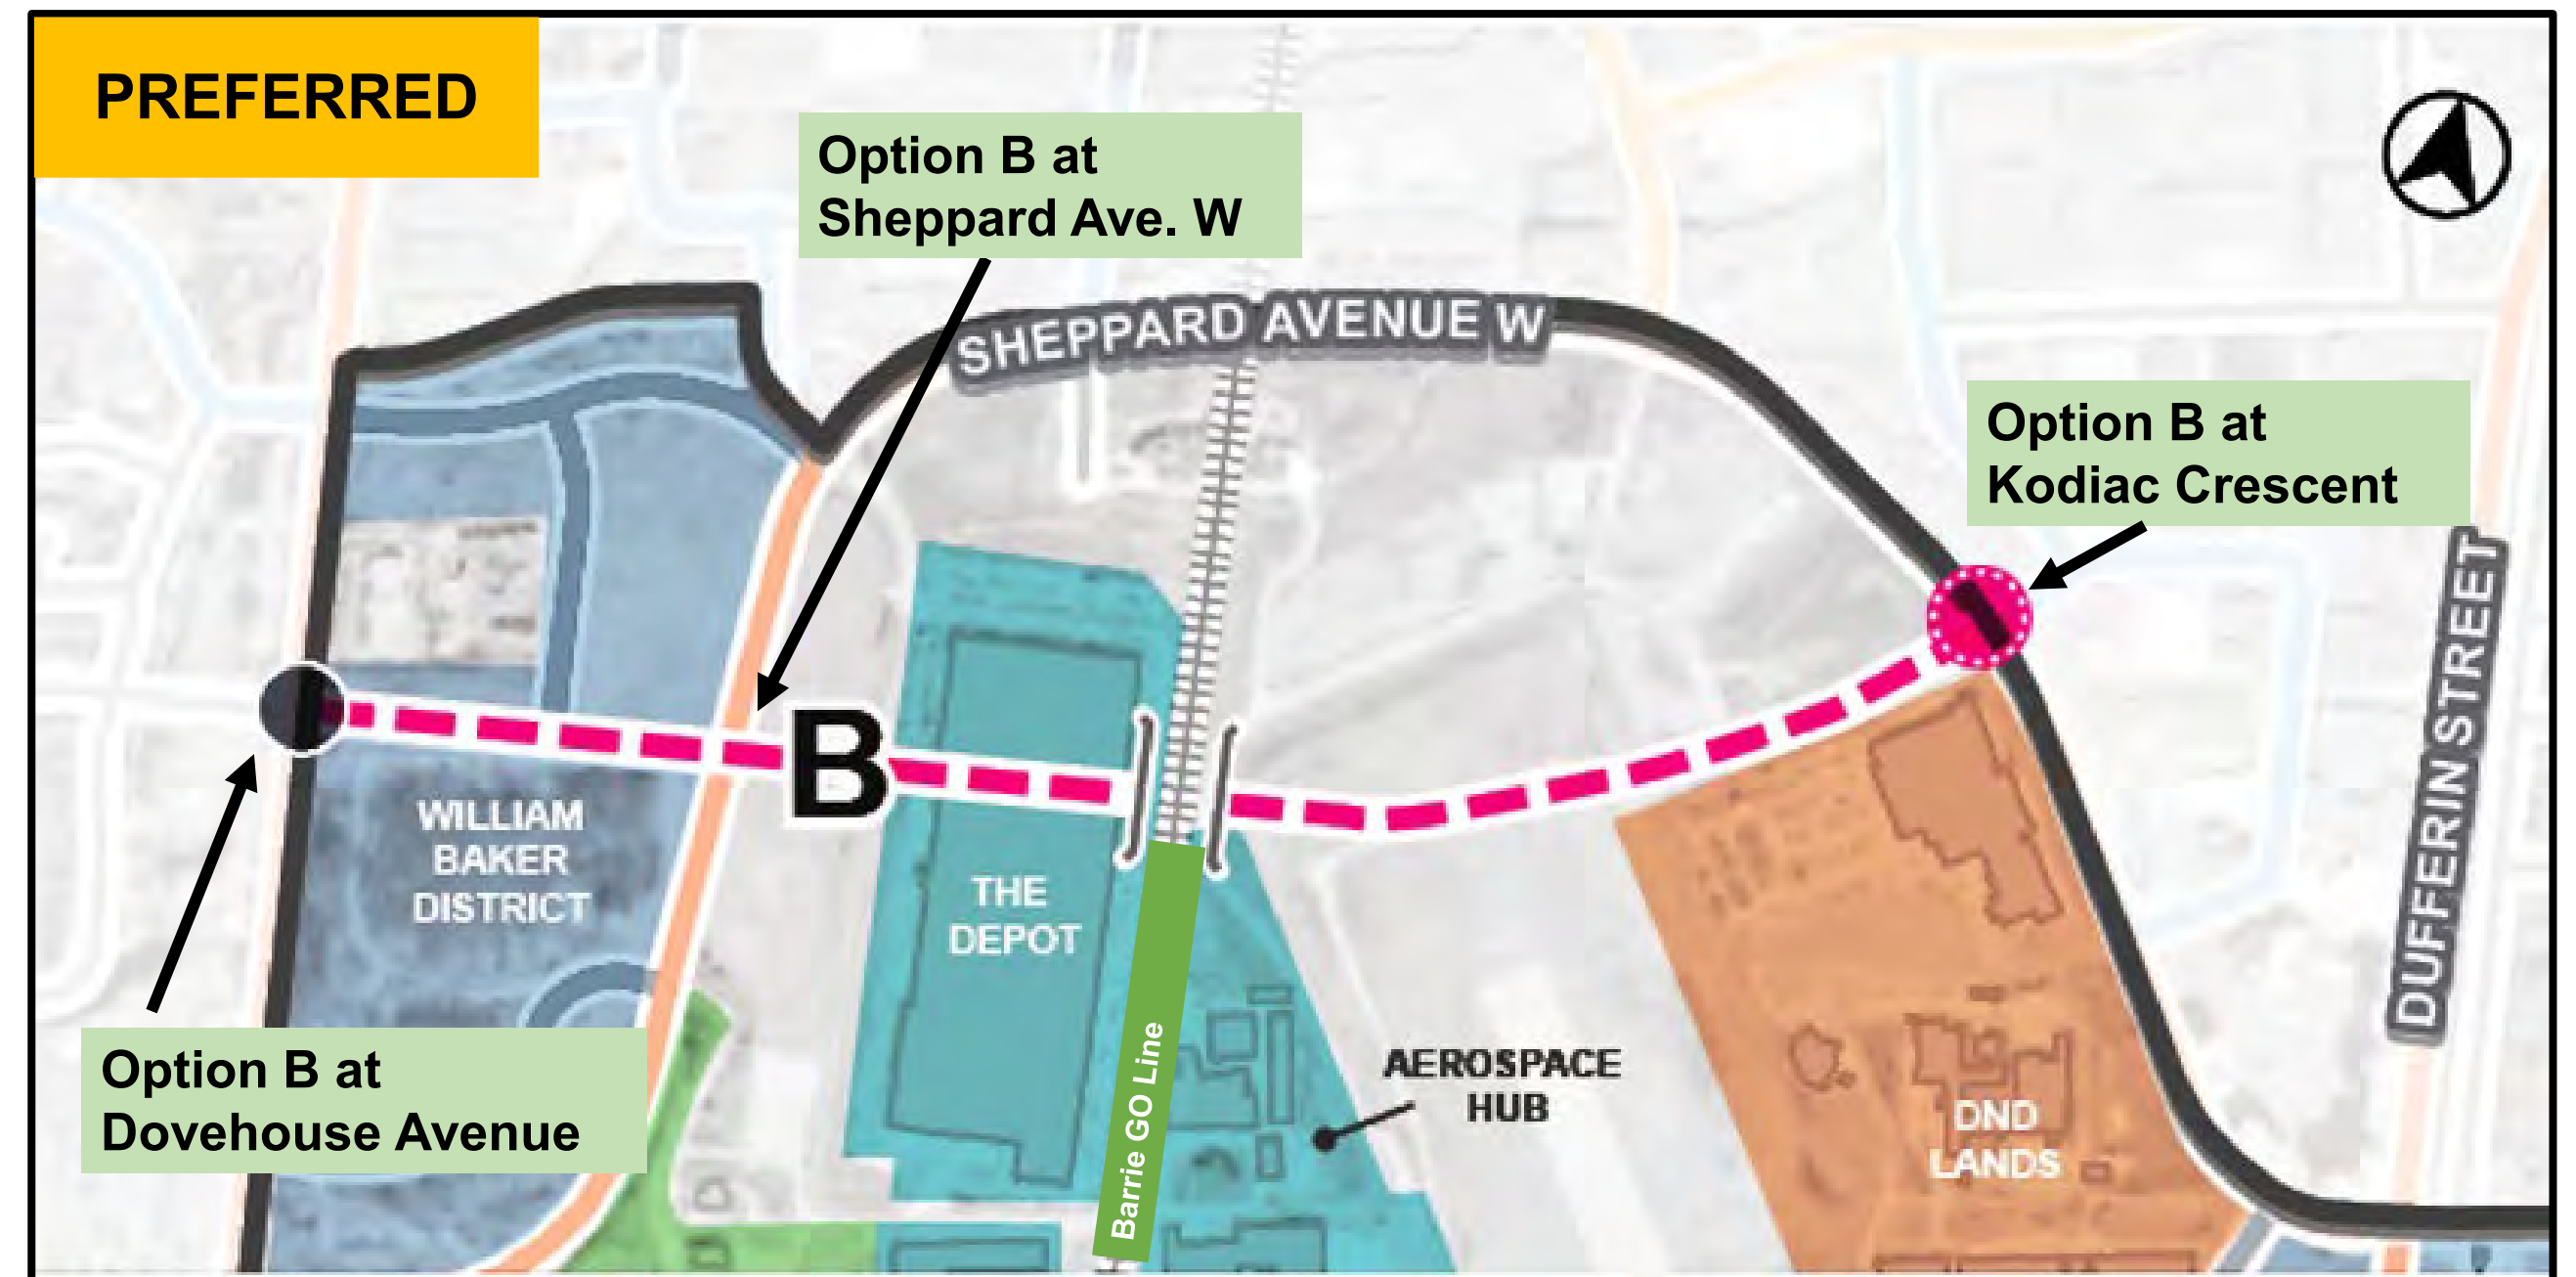 PREFERRED
Option B at
Sheppard Ave. W
SHEPPARD AVENUE W
Option B at
Kodiac Crescent
DUFFERIN STREET
B
WILLIAM
BAKER
DISTRICT
THE
DEPOT
Option B at
Dovehouse Avenue
Barrie GO Line
AEROSPACE
HUB
DND
LANDS